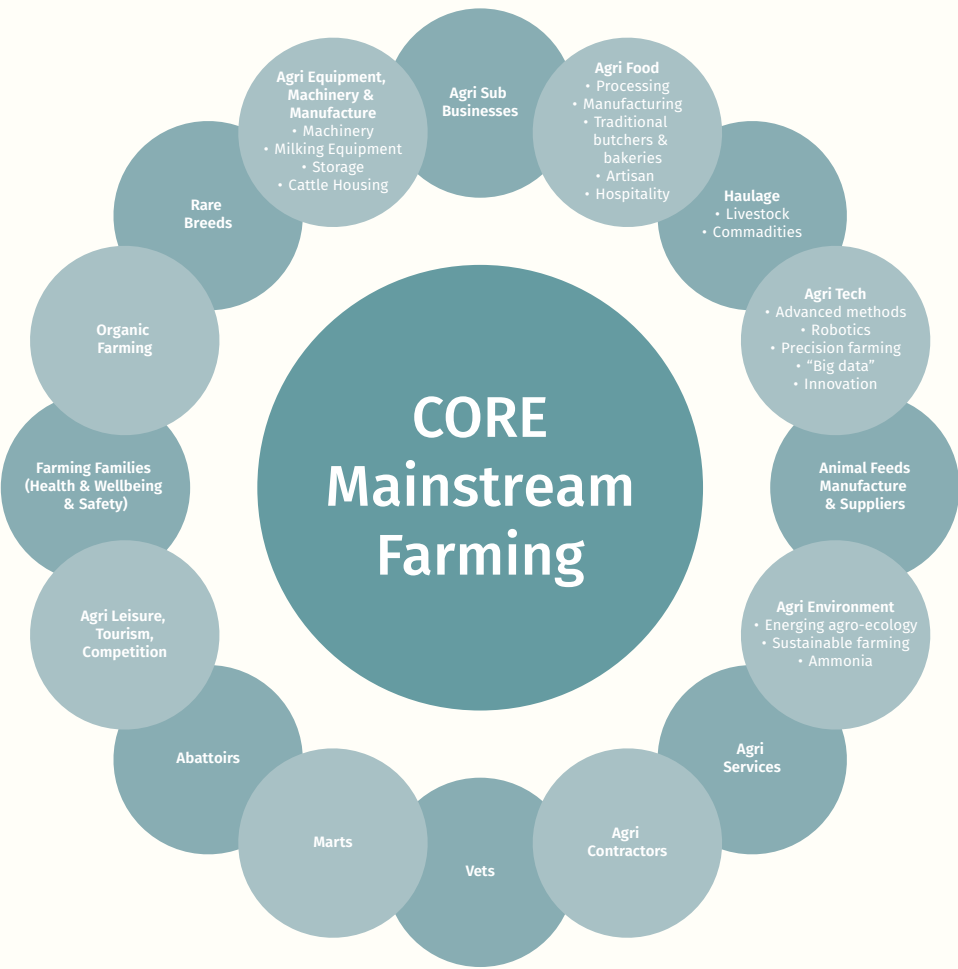 Agri Sub
Businesses
Agri Food
• Processing
• Manufacturing
• Traditional
butchers &
bakeries
• Artisan
• Hospitality
Haulage
• Livestock
• Commadities
Agri Tech
• Advanced methods
• Robotics
• Precision farming
• “Big data”
• Innovation
Animal Feeds
Manufacture
& Suppliers
Agri Environment
• Energing agro-ecology
• Sustainable farming
• Ammonia
Agri
Services
Agri
Contractors
Vets
Marts
Abattoirs
Agri Leisure,
Tourism,
Competition
Farming Families
(Health & Wellbeing
& Safety)
Organic
Farming
Rare
Breeds
Agri Equipment,
Machinery &
Manufacture
• Machinery
• Milking Equipment
• Storage
• Cattle Housing
CORE
Mainstream
Farming